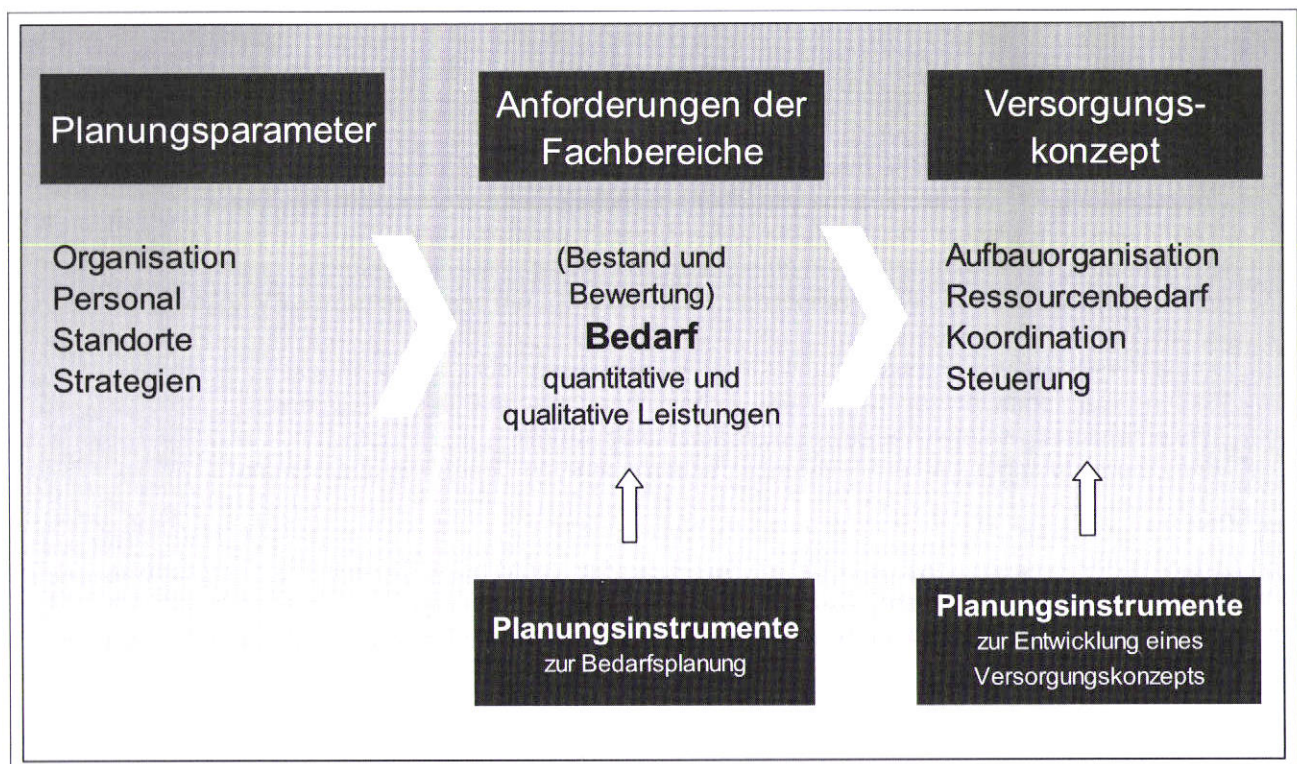 Planungsparameter
Organisation
Personal
Standorte
Strategien
Anforderungen der
Fachbereiche
(Bestand und
Bewertung)
Bedarf
quantitative und
qualitative Leistungen
Planungsinstrumente
zur Bedarfsplanung
Versorgungs-
konzept
Aufbauorganisation
Ressourcenbedarf
Koordination
Steuerung
Planungsinstrumente
zur Entwicklung eines
Versorgungskonzepts